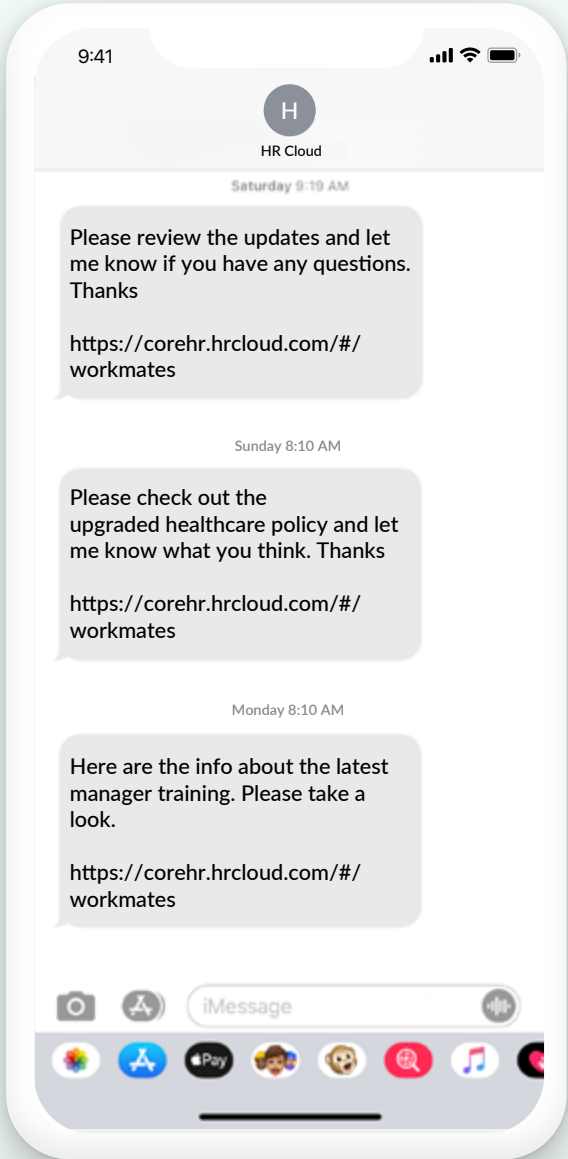 9:41
H
HR Cloud
Saturday 9:19 AM
Please review the updates and let
me know if you have any questions.
Thanks
https://corehr.hrcloud.com/#/
workmates
Sunday 8:10 AM
Please check out the
upgraded healthcare policy and let
me know what you think. Thanks
https://corehr.hrcloud.com/#/
workmates
Monday 8:10 AM
Here are the info about the latest
manager training. Please take a
look.
https://corehr.hrcloud.com/#/
workmates
iMessage
Pay